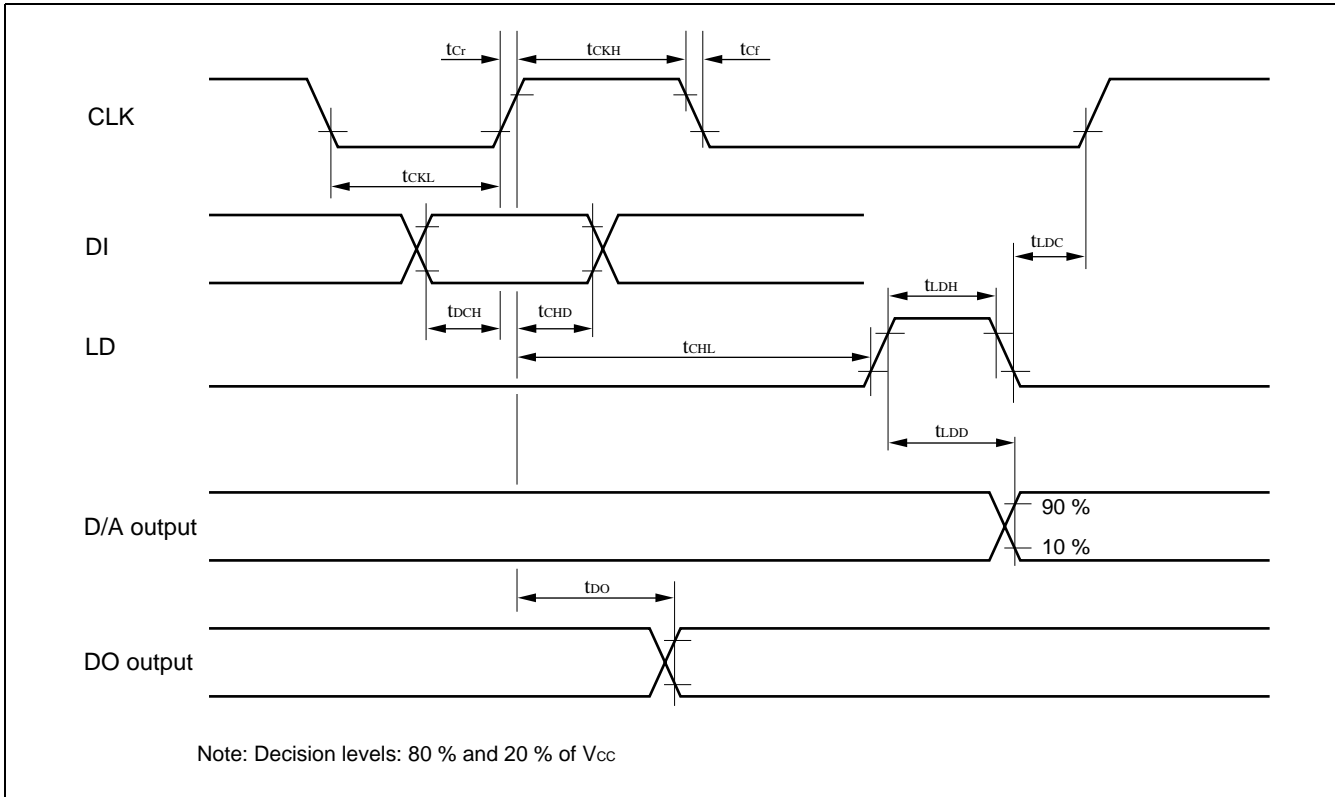 tCr
tCKH
tCf
CLK
tCKL
DI
tLDC
tDCH
tCHD
tLDH
LD
tCHL
tLDD
D/A output
90 %
10 %
tDO
DO output
Note: Decision levels: 80 % and 20 % of VCC